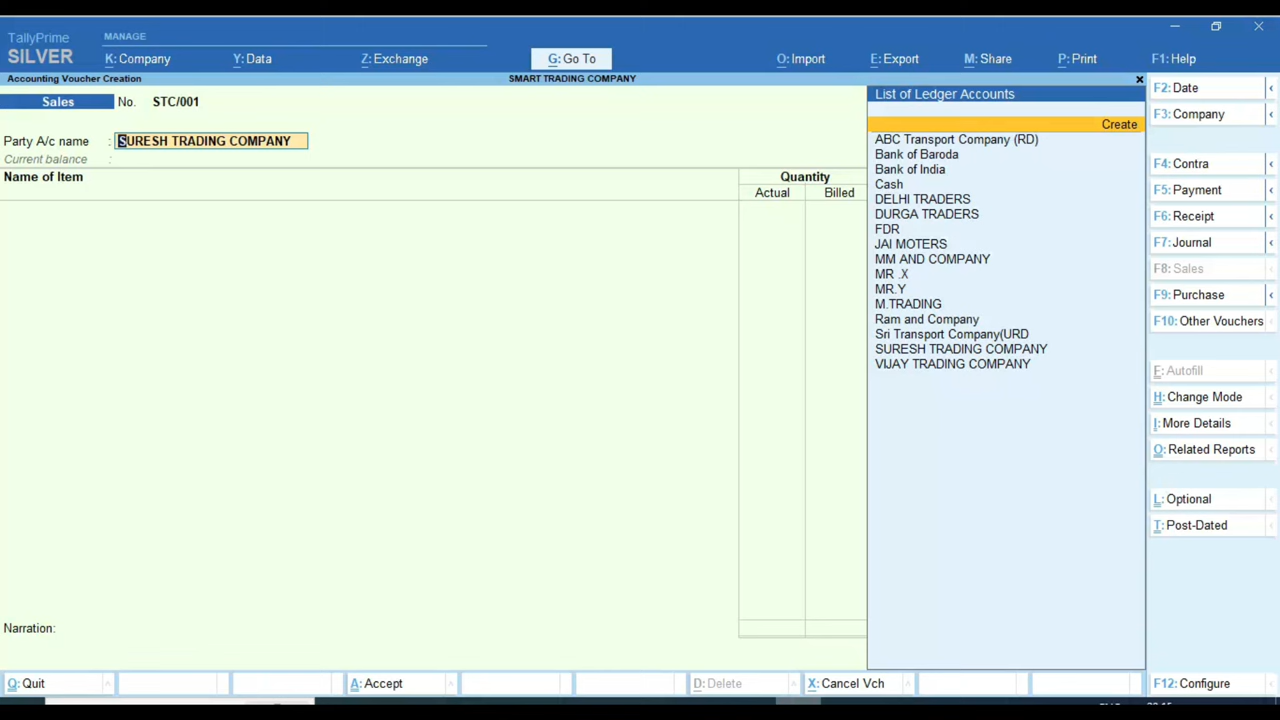 TallyPrime
MANAGE
SILVER
K: Company
Y: Data
Z: Exchange
G: Go To
O: Import
E: Export
M: Share
P: Print
F1: Help
Accounting Voucher Creation
SMART TRADING COMPANY
Sales No. STC/001
Party A/c name : SURESH TRADING COMPANY
Current balance :
Name of Item
Quantity
Actual Billed
Narration:
List of Ledger Accounts
Create
ABC Transport Company (RD)
Bank of Baroda
Bank of India
Cash
DELHI TRADERS
DURGA TRADERS
FDR
JAI MOTERS
MM AND COMPANY
MR .X
MR.Y
M.TRADING
Ram and Company
Sri Transport Company(URD
SURESH TRADING COMPANY
VIJAY TRADING COMPANY
F2: Date
F3: Company
F4: Contra
F5: Payment
F6: Receipt
F7: Journal
F8: Sales
F9: Purchase
F10: Other Vouchers
F: Autofill
H: Change Mode
I: More Details
O: Related Reports
L: Optional
T: Post-Dated
Q: Quit
A: Accept
D: Delete
X: Cancel Vch
F12: Configure